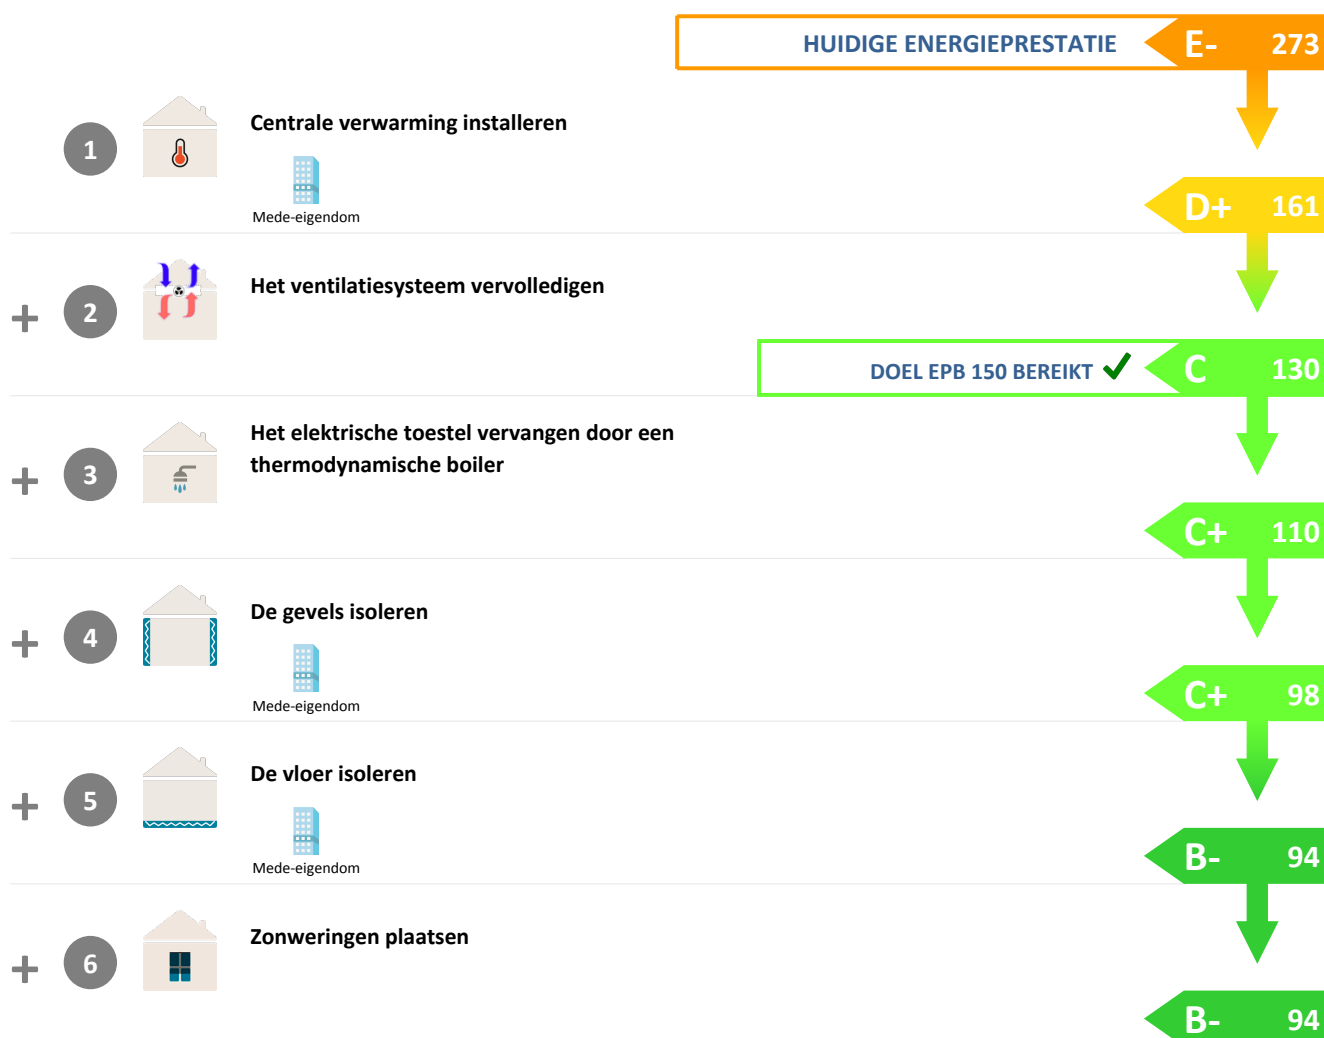 HUIDIGE ENERGIEPRESTATIE E- 273
1 Centrale verwarming installeren
Mede-eigendom
D+ 161
+ 2 Het ventilatiesysteem vervolledigen
DOEL EPB 150 BEREIKT C 130
+ 3 Het elektrische toestel vervangen door een
thermodynamische boiler
C+ 110
+ 4 De gevels isoleren
Mede-eigendom
C+ 98
+ 5 De vloer isoleren
Mede-eigendom
B- 94
+ 6 Zonweringen plaatsen
B- 94